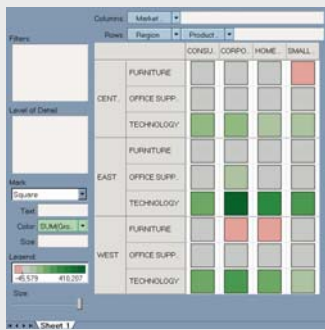 Columns: Market..
Filters
Rows: Region Product..
CONSU.. CORPO.. HOME.. SMALL..
FURNITURE
CENT.. OFFICE SUPP..
TECHNOLOGY
Level of Detail
FURNITURE
EAST OFFICE SUPP..
TECHNOLOGY
Mark
Square
Text
Color SUM(Gro..
Size
Legend:
-45,579 410,207
FURNITURE
WEST OFFICE SUPP..
TECHNOLOGY
Size:
Sheet 1